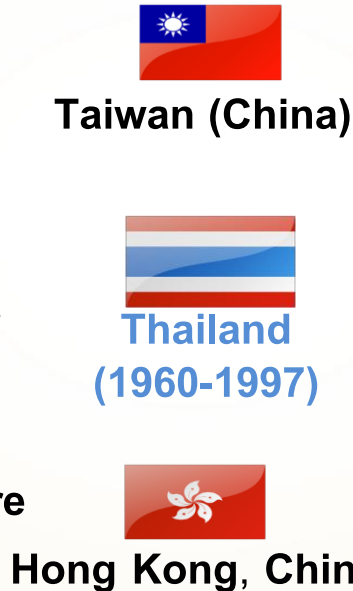 Taiwan (China)
Thailand
(1960-1997)
re
Hong Kong, Chin